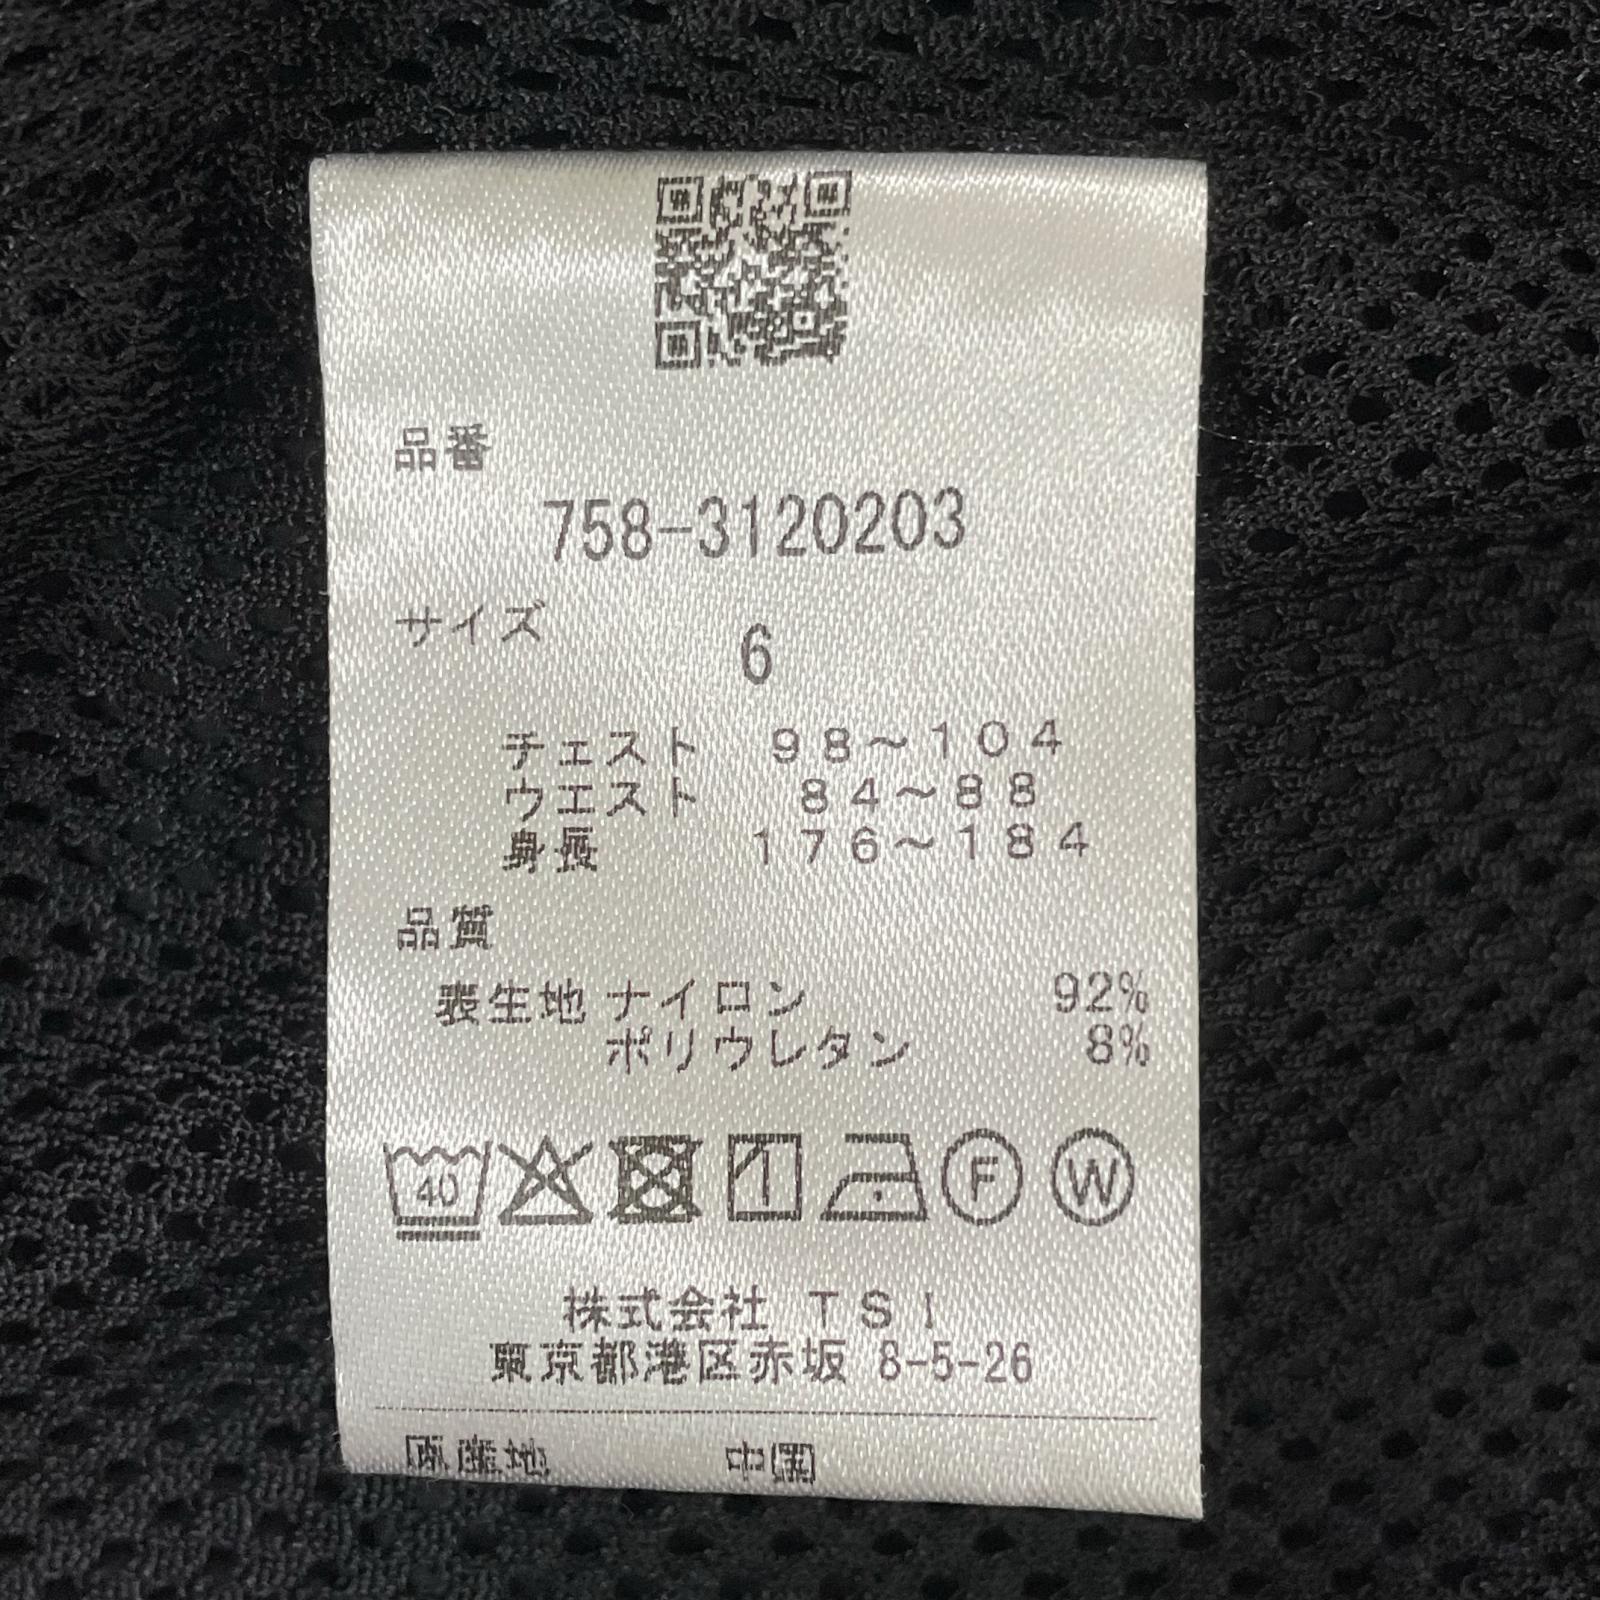 品番
758-3120203
サイズ
6
チェスト 98～104
ウエスト 84～88
身長 176～184
品質
表生地 ナイロン 92%
ポリウレタン 8%
40 F W
株式会社 TSI
東京都港区赤坂 8-5-26
原産地 中国